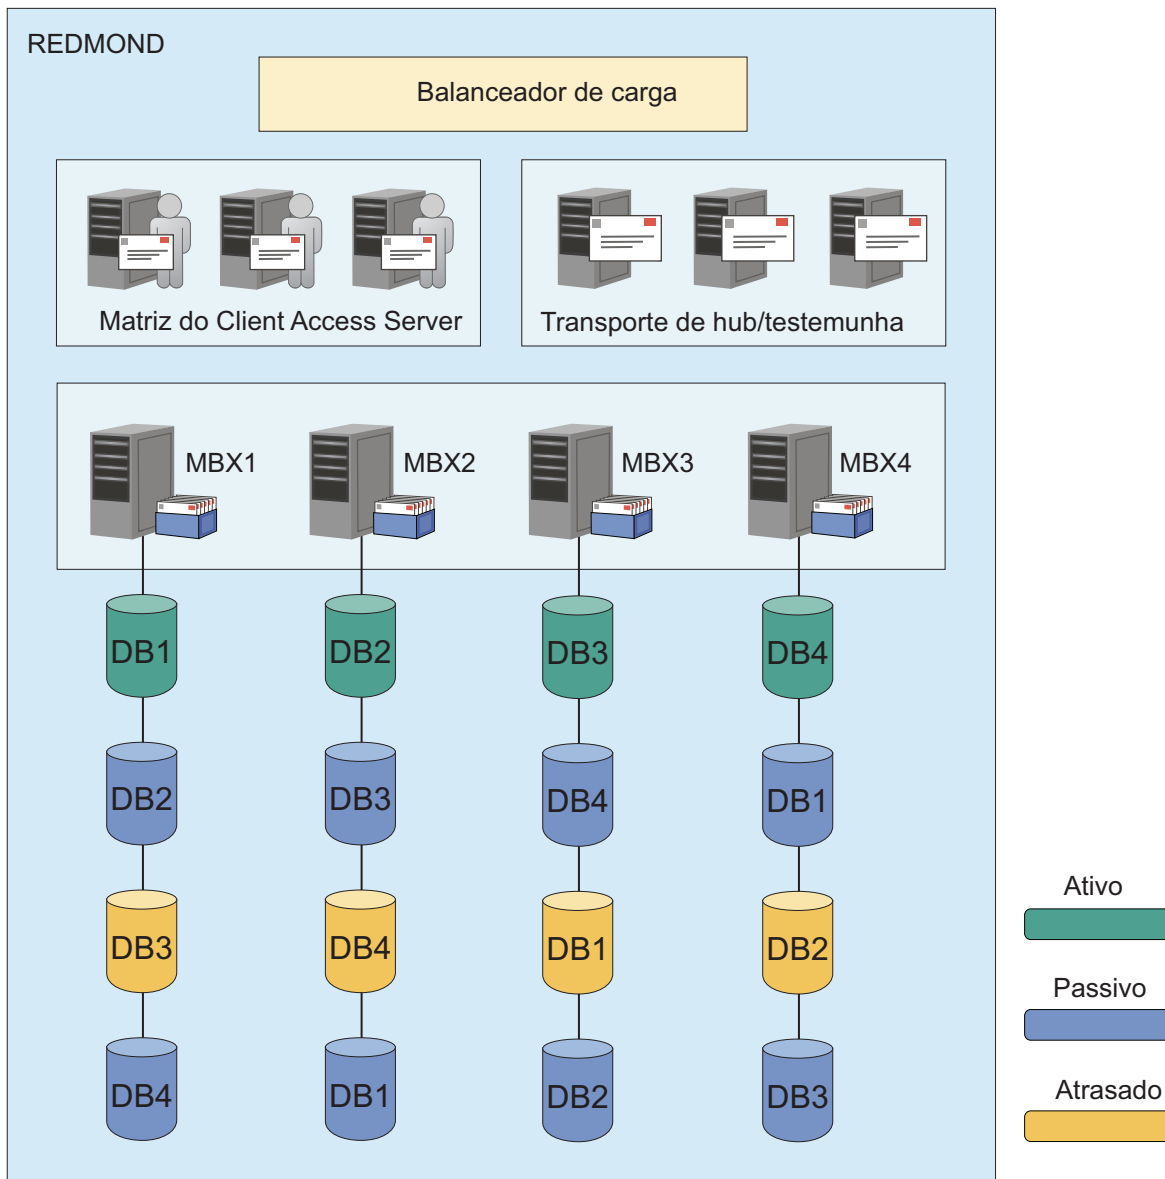 REDMOND
Balanceador de carga
Matriz do Client Access Server
Transporte de hub/testemunha
MBX1
MBX2
MBX3
MBX4
DB1
DB2
DB3
DB4
DB2
DB3
DB4
DB1
DB3
DB4
DB1
DB2
DB4
DB1
DB2
DB3
Ativo
Passivo
Atrasado